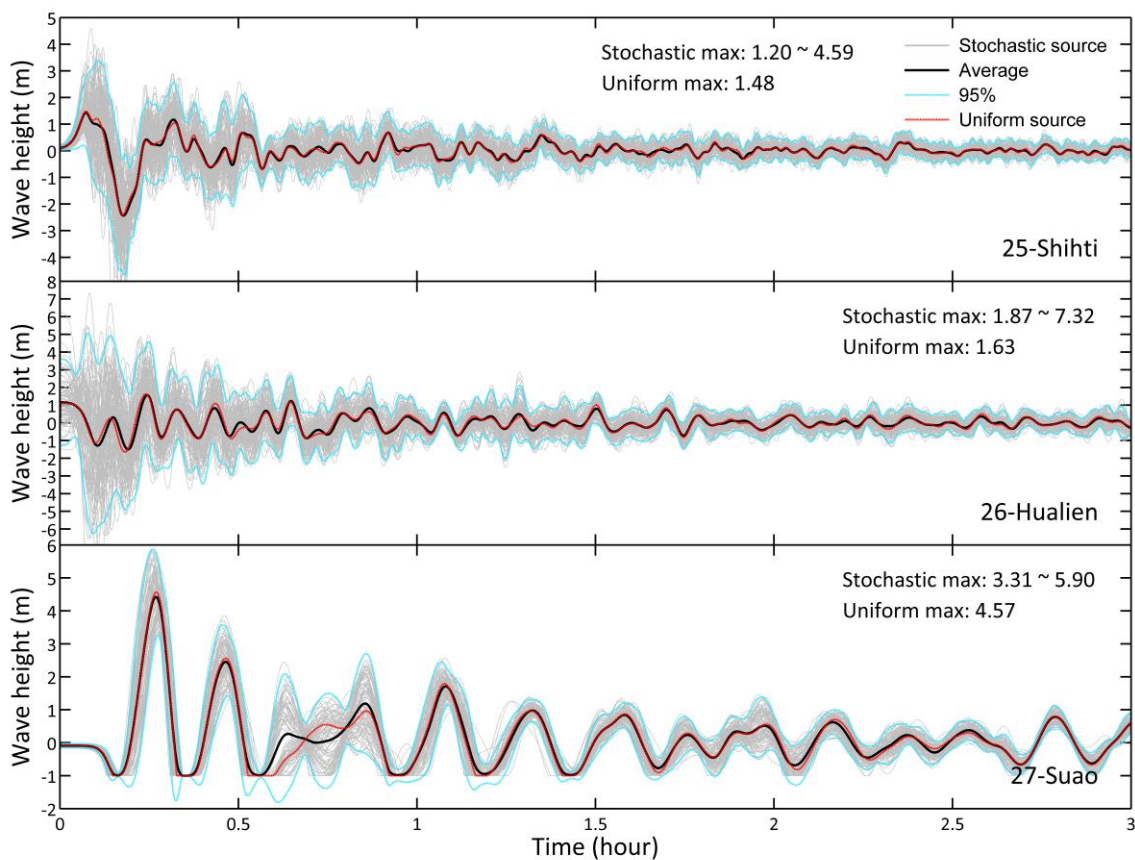 5
4
3
2
1
0
-1
-2
-3
-4
Wave height (m)
Stochastic max: 1.20 ~ 4.59
Uniform max: 1.48
Stochastic source
Average
95%
Uniform source
25-Shihti
8
7
6
5
4
3
2
1
0
-1
-2
-3
-4
-5
-6
Wave height (m)
Stochastic max: 1.87 ~ 7.32
Uniform max: 1.63
26-Hualien
6
5
4
3
2
1
0
-1
-2
Wave height (m)
Stochastic max: 3.31 ~ 5.90
Uniform max: 4.57
27-Suao
0 0.5 1 1.5 2 2.5 3
Time (hour)